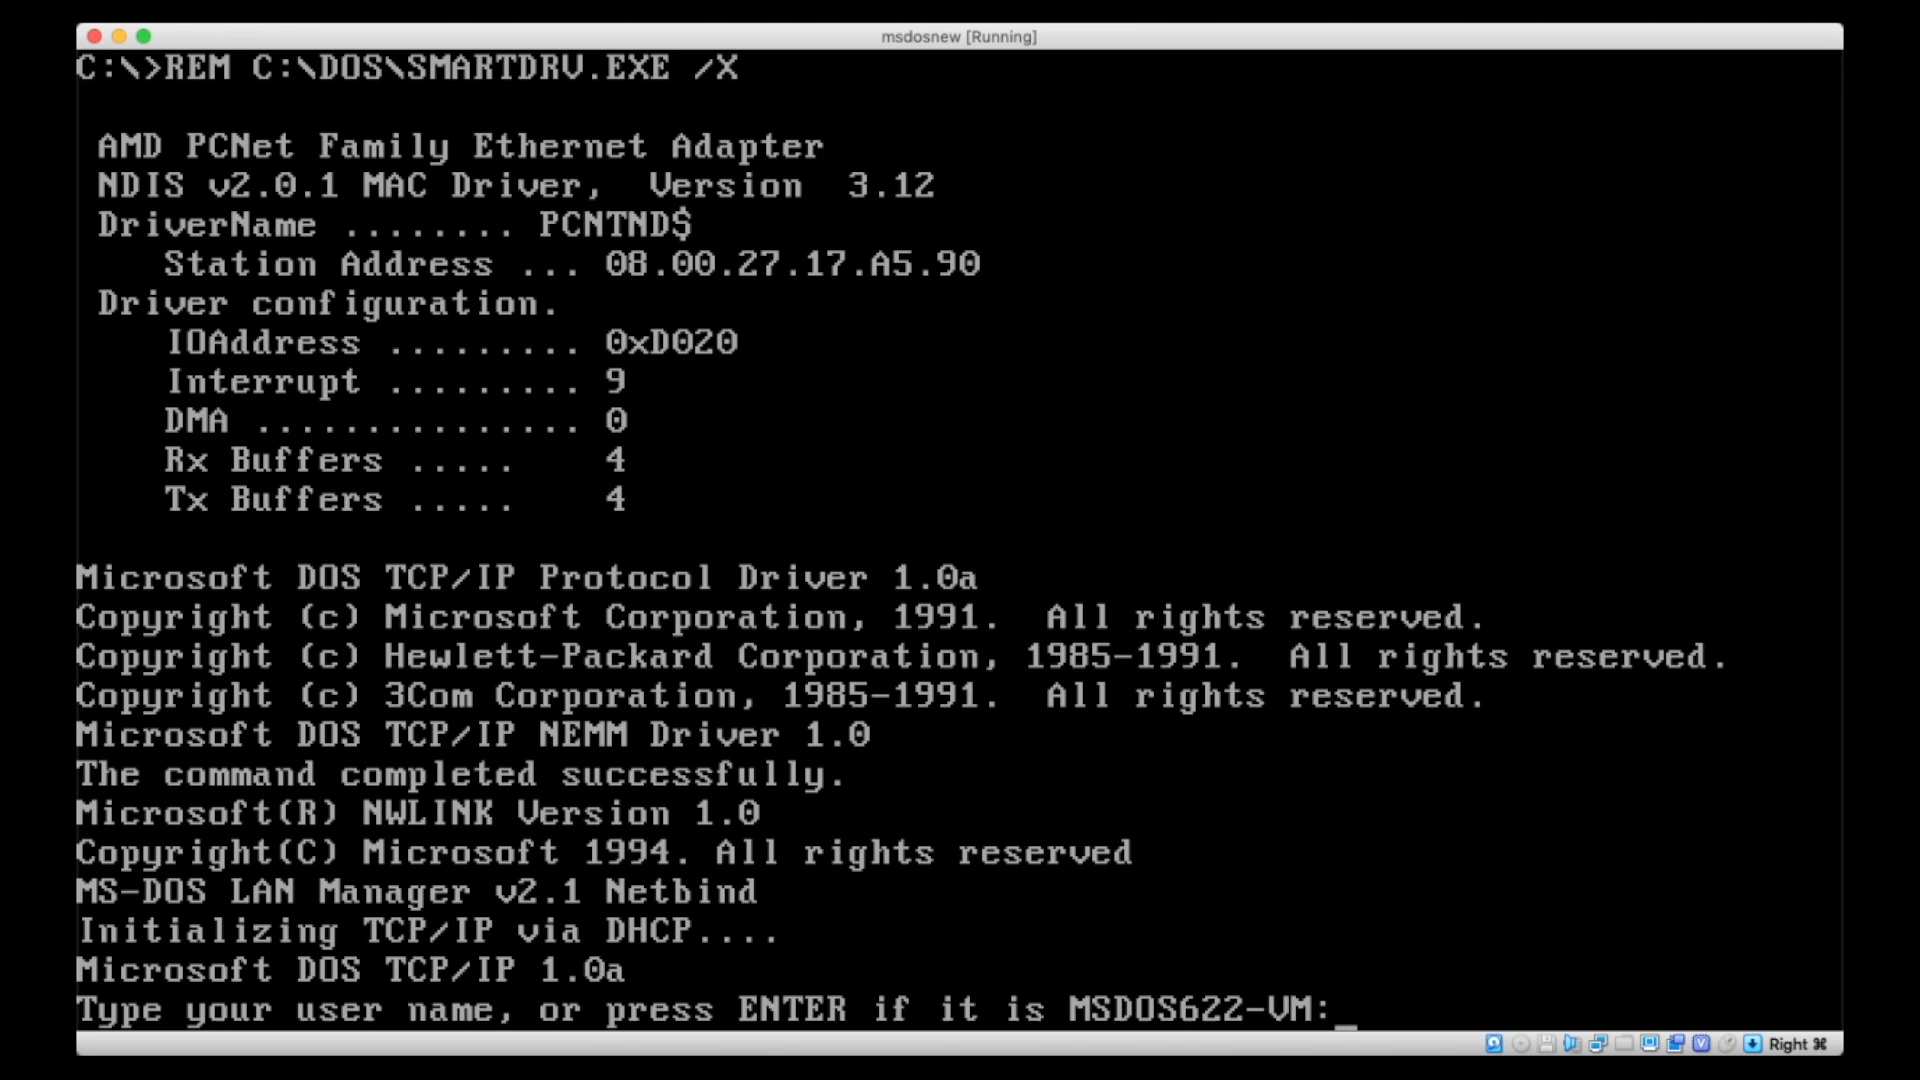 msdosnew [Running]
C:\>REM C:\DOS\SMARTDRV.EXE /X
AMD PCNet Family Ethernet Adapter
NDIS v2.0.1 MAC Driver,  Version  3.12
DriverName ........ PCNTND$
Station Address ... 08.00.27.17.A5.90
Driver configuration.
IOAddress ......... 0xD020
Interrupt ......... 9
DMA ............... 0
Rx Buffers .....    4
Tx Buffers .....    4
Microsoft DOS TCP/IP Protocol Driver 1.0a
Copyright (c) Microsoft Corporation, 1991.  All rights reserved.
Copyright (c) Hewlett-Packard Corporation, 1985-1991.  All rights reserved.
Copyright (c) 3Com Corporation, 1985-1991.  All rights reserved.
Microsoft DOS TCP/IP NEMM Driver 1.0
The command completed successfully.
Microsoft(R) NWLINK Version 1.0
Copyright(C) Microsoft 1994. All rights reserved
MS-DOS LAN Manager v2.1 Netbind
Initializing TCP/IP via DHCP....
Microsoft DOS TCP/IP 1.0a
Type your user name, or press ENTER if it is MSDOS622-VM:_
Right ⌘